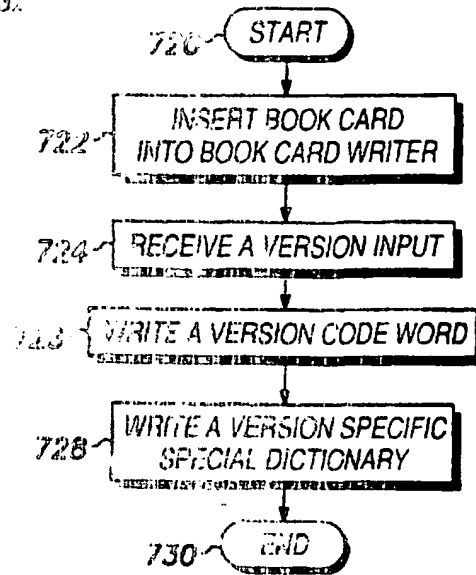 720 START
722 INSERT BOOK CARD
INTO BOOK CARD WRITER
724 RECEIVE A VERSION INPUT
WRITE A VERSION CODE WORD
728 WRITE A VERSION SPECIFIC
SPECIAL DICTIONARY
730 END